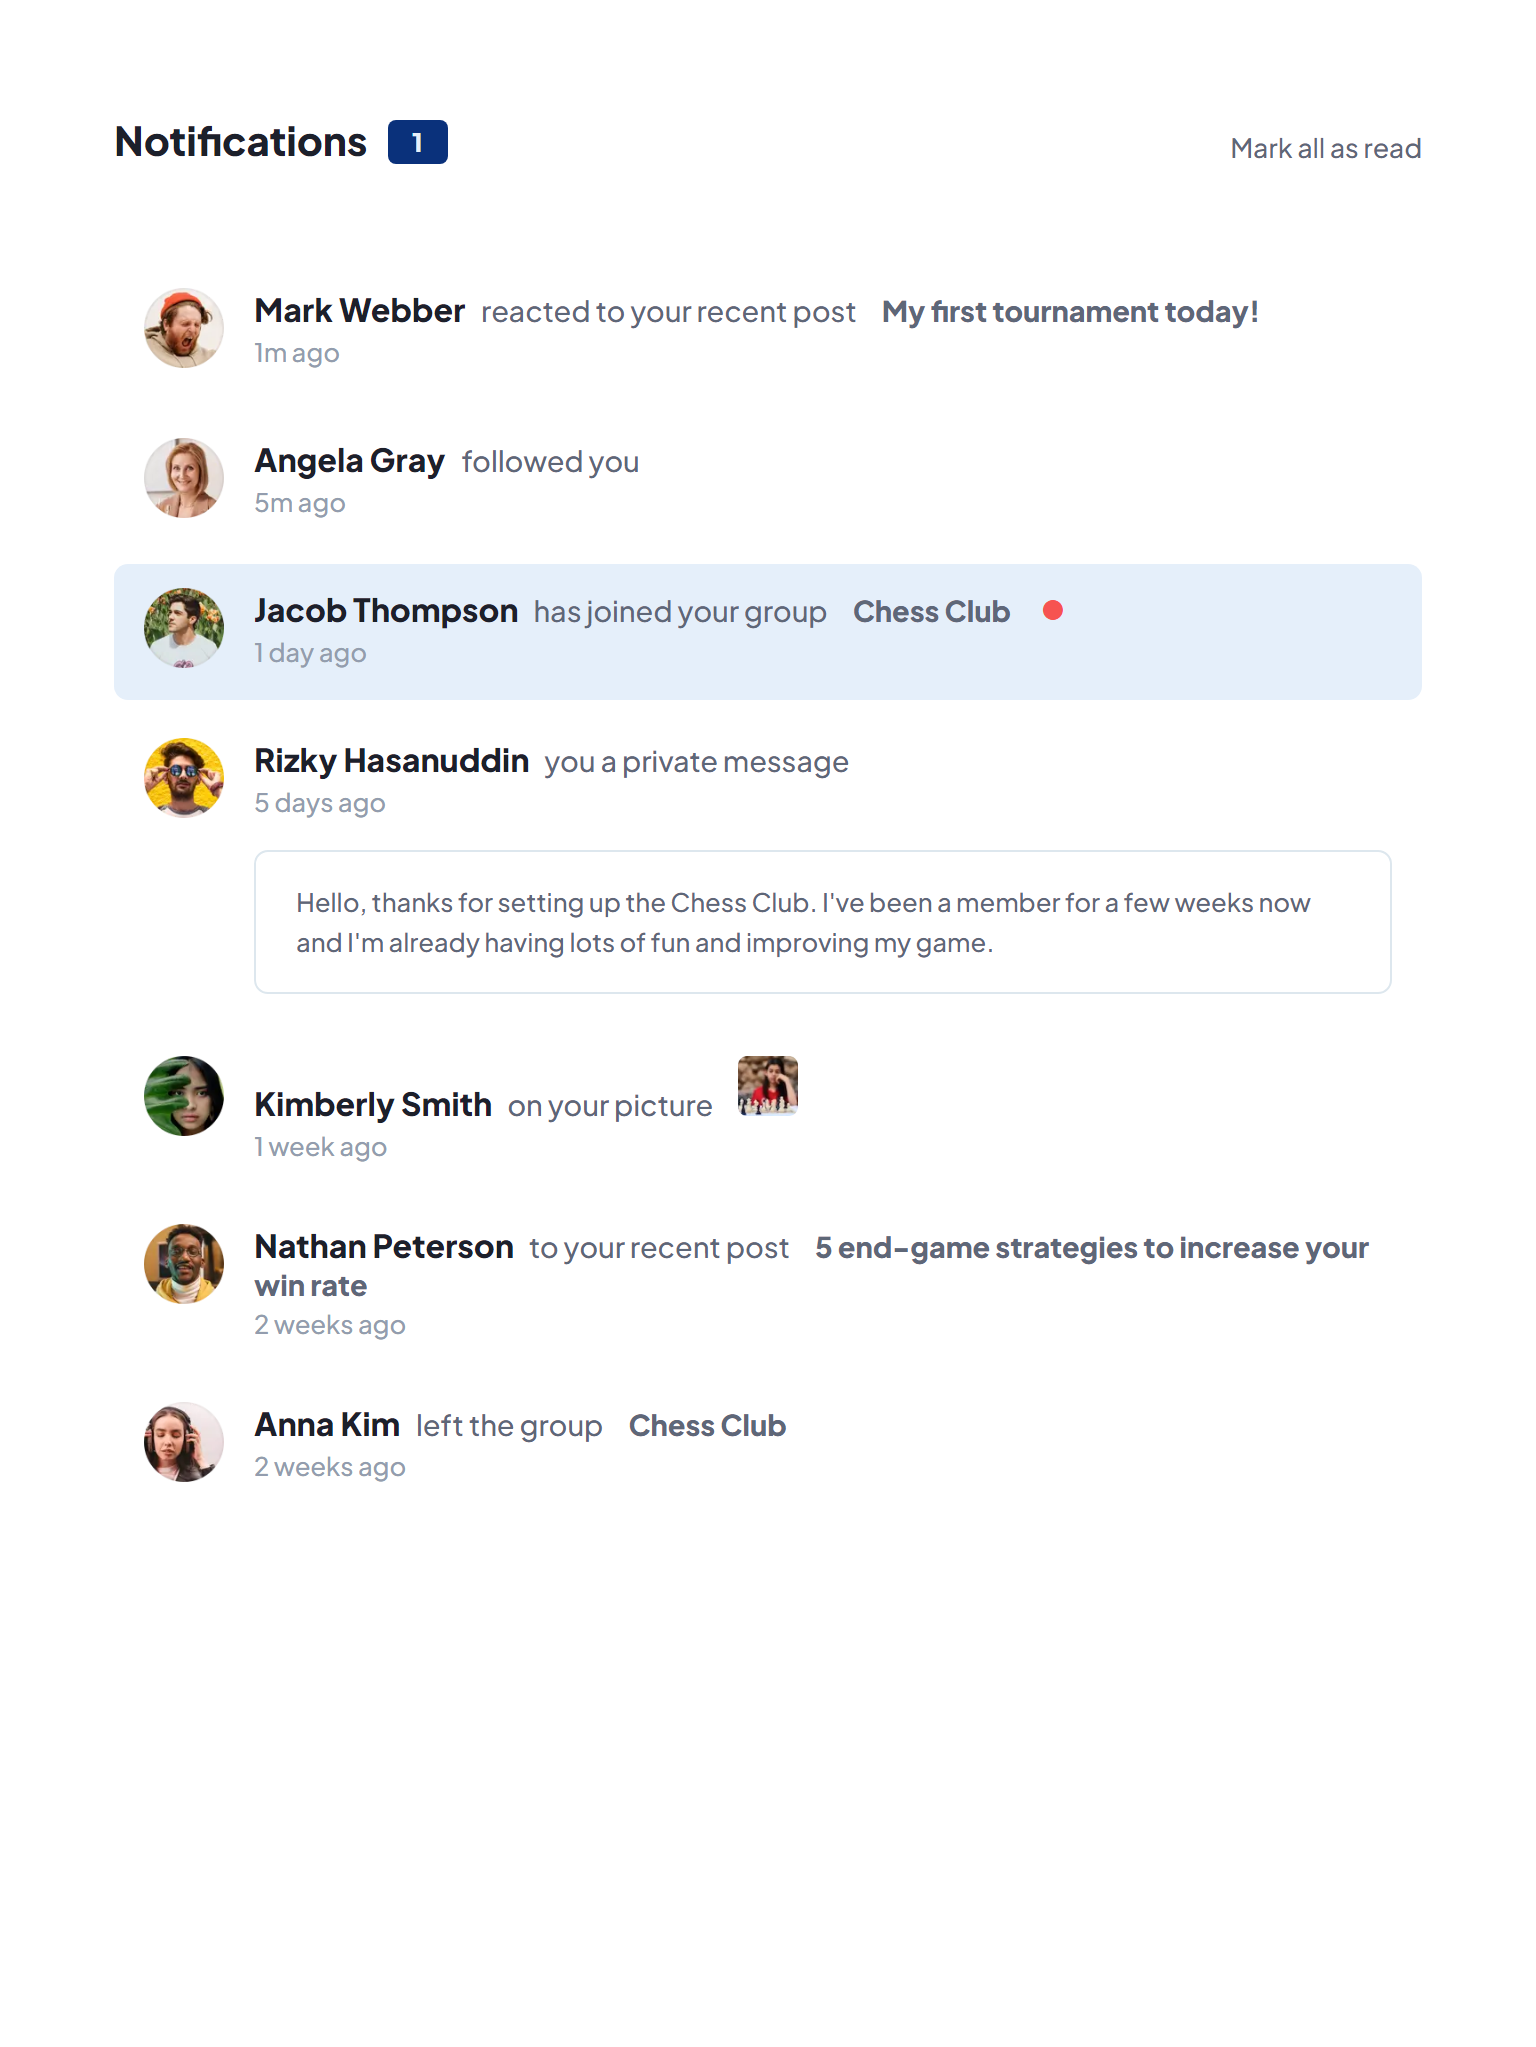 Notifications 1
Mark all as read
Mark Webber reacted to your recent post My first tournament today!
1m ago
Angela Gray followed you
5m ago
Jacob Thompson has joined your group Chess Club
1 day ago
Rizky Hasanuddin you a private message
5 days ago
Hello, thanks for setting up the Chess Club. I've been a member for a few weeks now
and I'm already having lots of fun and improving my game.
Kimberly Smith on your picture
1 week ago
Nathan Peterson to your recent post 5 end-game strategies to increase your
win rate
2 weeks ago
Anna Kim left the group Chess Club
2 weeks ago